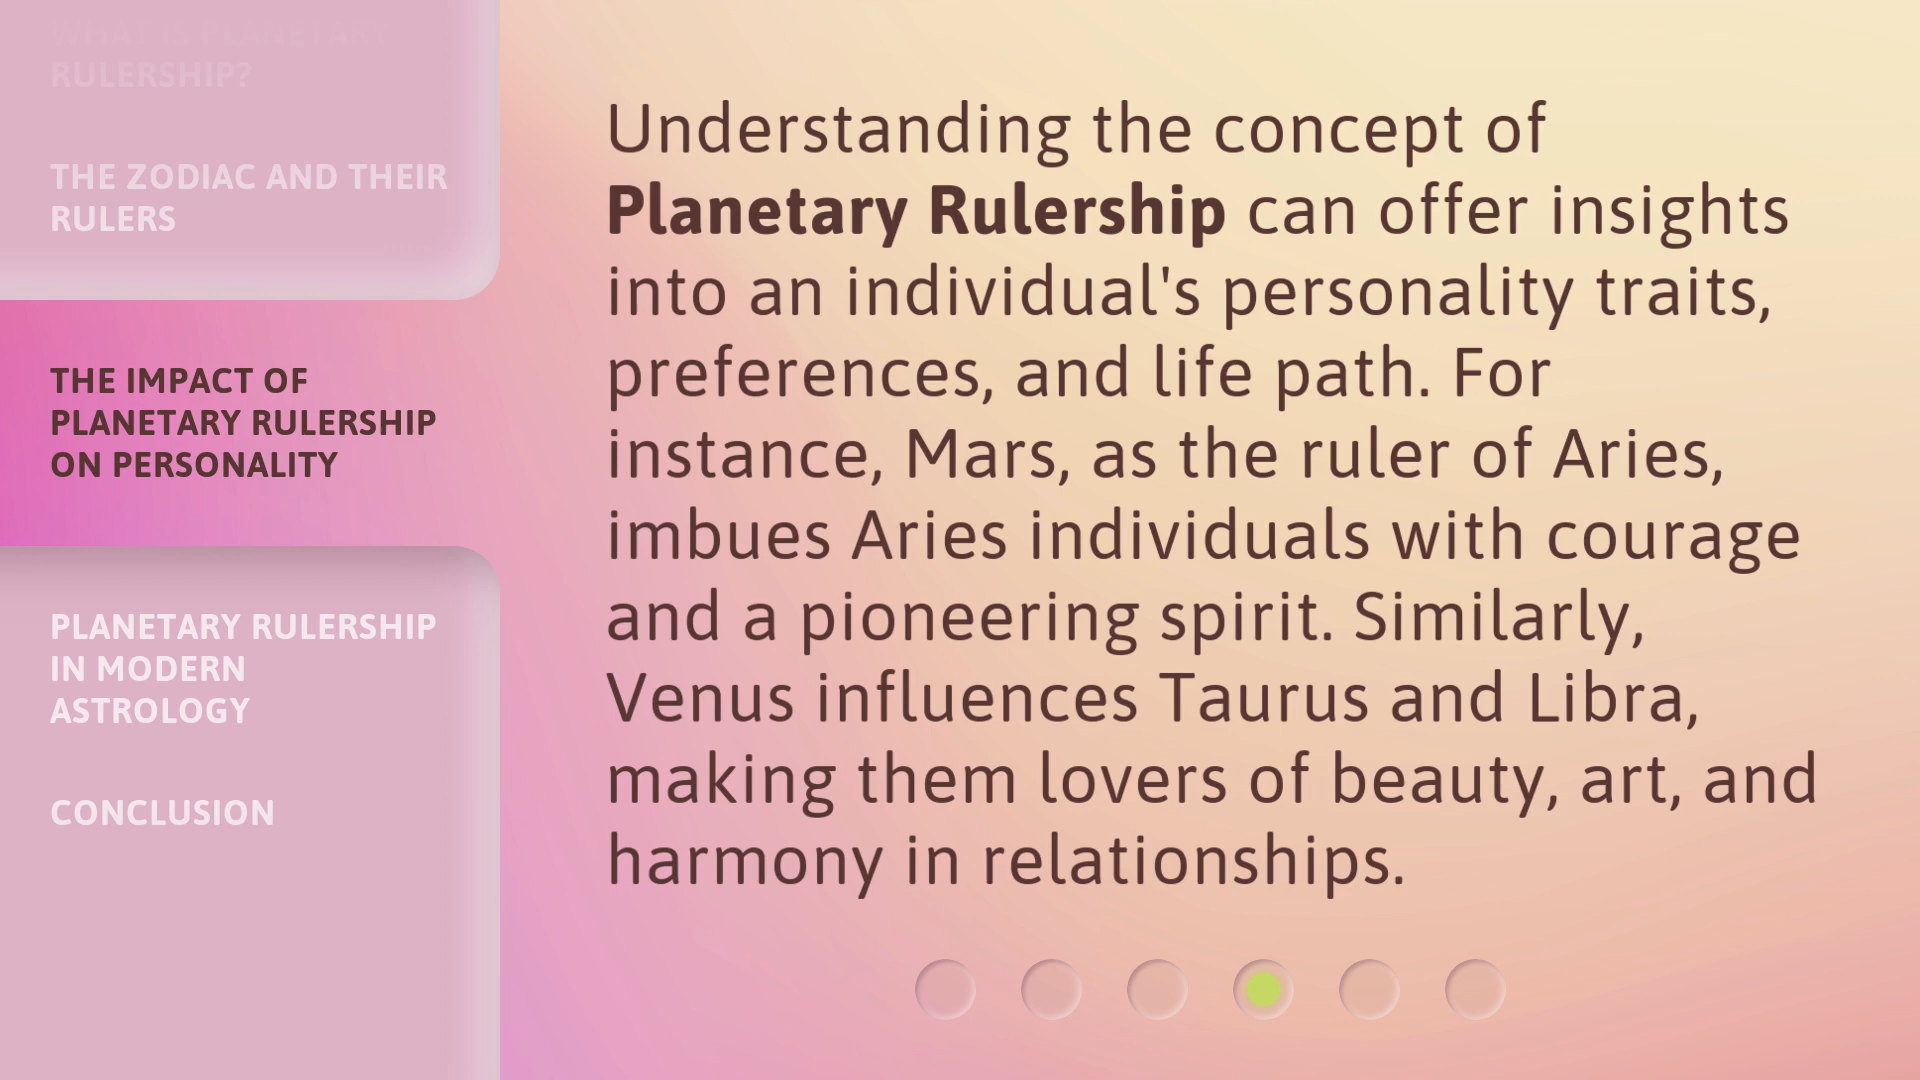 WHAT IS PLANETARY
RULERSHIP?
THE ZODIAC AND THEIR
RULERS
THE IMPACT OF
PLANETARY RULERSHIP
ON PERSONALITY
PLANETARY RULERSHIP
IN MODERN
ASTROLOGY
CONCLUSION
Understanding the concept of
Planetary Rulership can offer insights
into an individual's personality traits,
preferences, and life path. For
instance, Mars, as the ruler of Aries,
imbues Aries individuals with courage
and a pioneering spirit. Similarly,
Venus influences Taurus and Libra,
making them lovers of beauty, art, and
harmony in relationships.